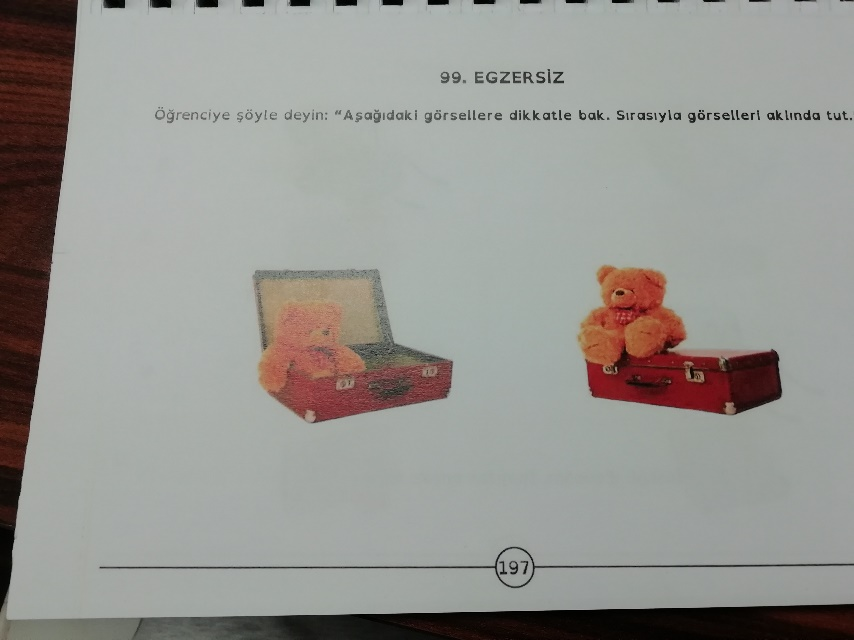 99. EGZERSİZ
Öğrenciye şöyle deyin: “Aşağıdaki görsellere dikkatle bak. Sırasıyla görselleri aklında tut.
197